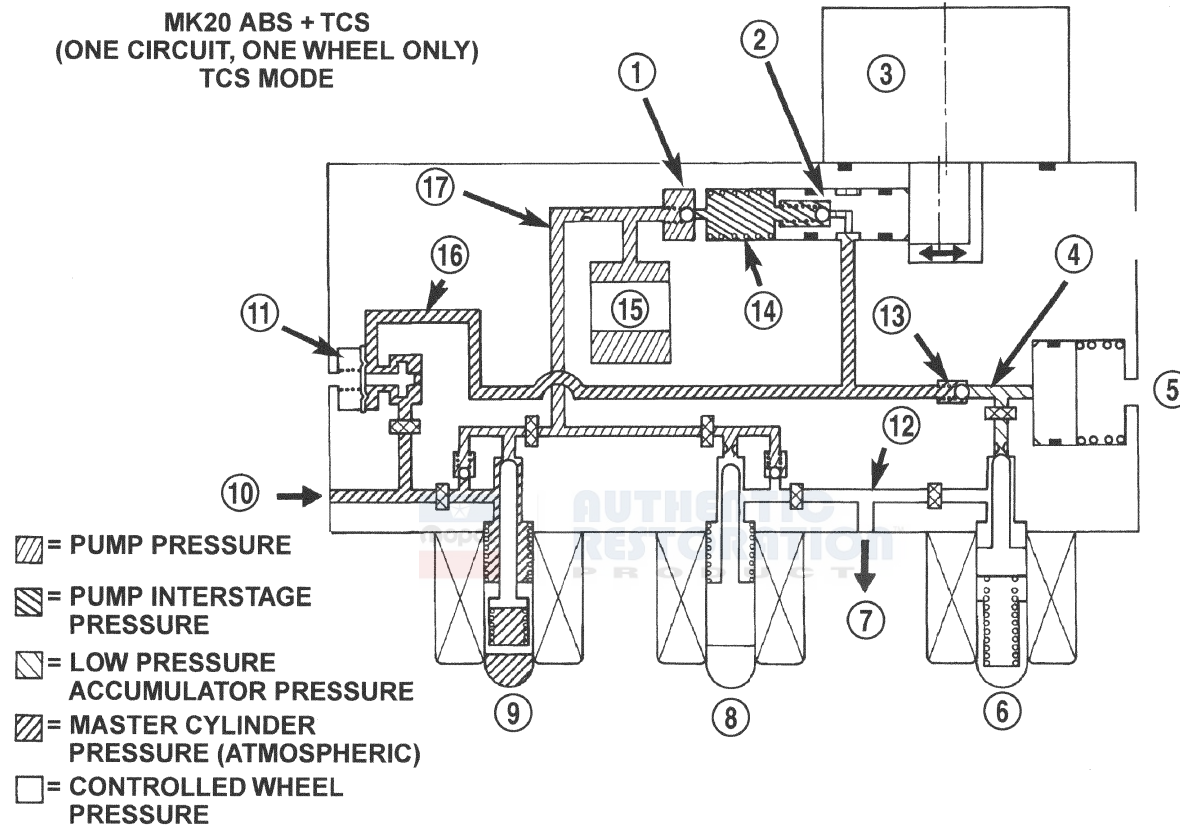 MK20 ABS + TCS
(ONE CIRCUIT, ONE WHEEL ONLY)
TCS MODE
1
2
3
17
16
4
11
15
14
13
5
12
10
AUTHENTIC
Mopar
RESTORATION
PRODUCT
7
9
8
6
= PUMP PRESSURE
= PUMP INTERSTAGE
PRESSURE
= LOW PRESSURE
ACCUMULATOR PRESSURE
= MASTER CYLINDER
PRESSURE (ATMOSPHERIC)
= CONTROLLED WHEEL
PRESSURE